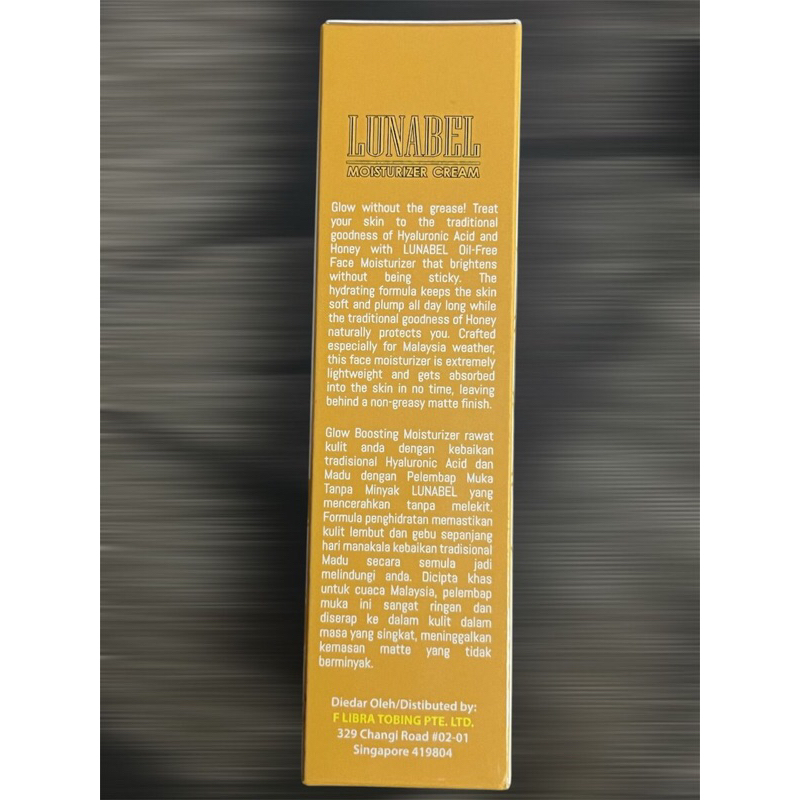 LUNABEL
MOISTURIZER CREAM
Glow without the grease! Treat
your skin to the traditional
goodness of Hyaluronic Acid and
Honey with LUNABEL Oil-Free
Face Moisturizer that brightens
without being sticky. The
hydrating formula keeps the skin
soft and plump all day long while
the traditional goodness of Honey
naturally protects you. Crafted
especially for Malaysia weather,
this face moisturizer is extremely
lightweight and gets absorbed
into the skin in no time, leaving
behind a non-greasy matte finish.
Glow Boosting Moisturizer rawat
kulit anda dengan kebaikan
tradisional Hyaluronic Acid dan
Madu dengan Pelembap Muka
Tanpa Minyak LUNABEL yang
mencerahkan tanpa melekit.
Formula penghidratan memastikan
kulit lembut dan gebu sepanjang
hari manakala kebaikan tradisional
Madu secara semula jadi
melindungi anda. Dicipta khas
untuk cuaca Malaysia, pelembap
muka ini sangat ringan dan
diserap ke dalam kulit dalam
masa yang singkat, meninggalkan
kemasan matte yang tidak
berminyak.
Diedar Oleh/Distibuted by:
F LIBRA TOBING PTE. LTD.
329 Changi Road #02-01
Singapore 419804